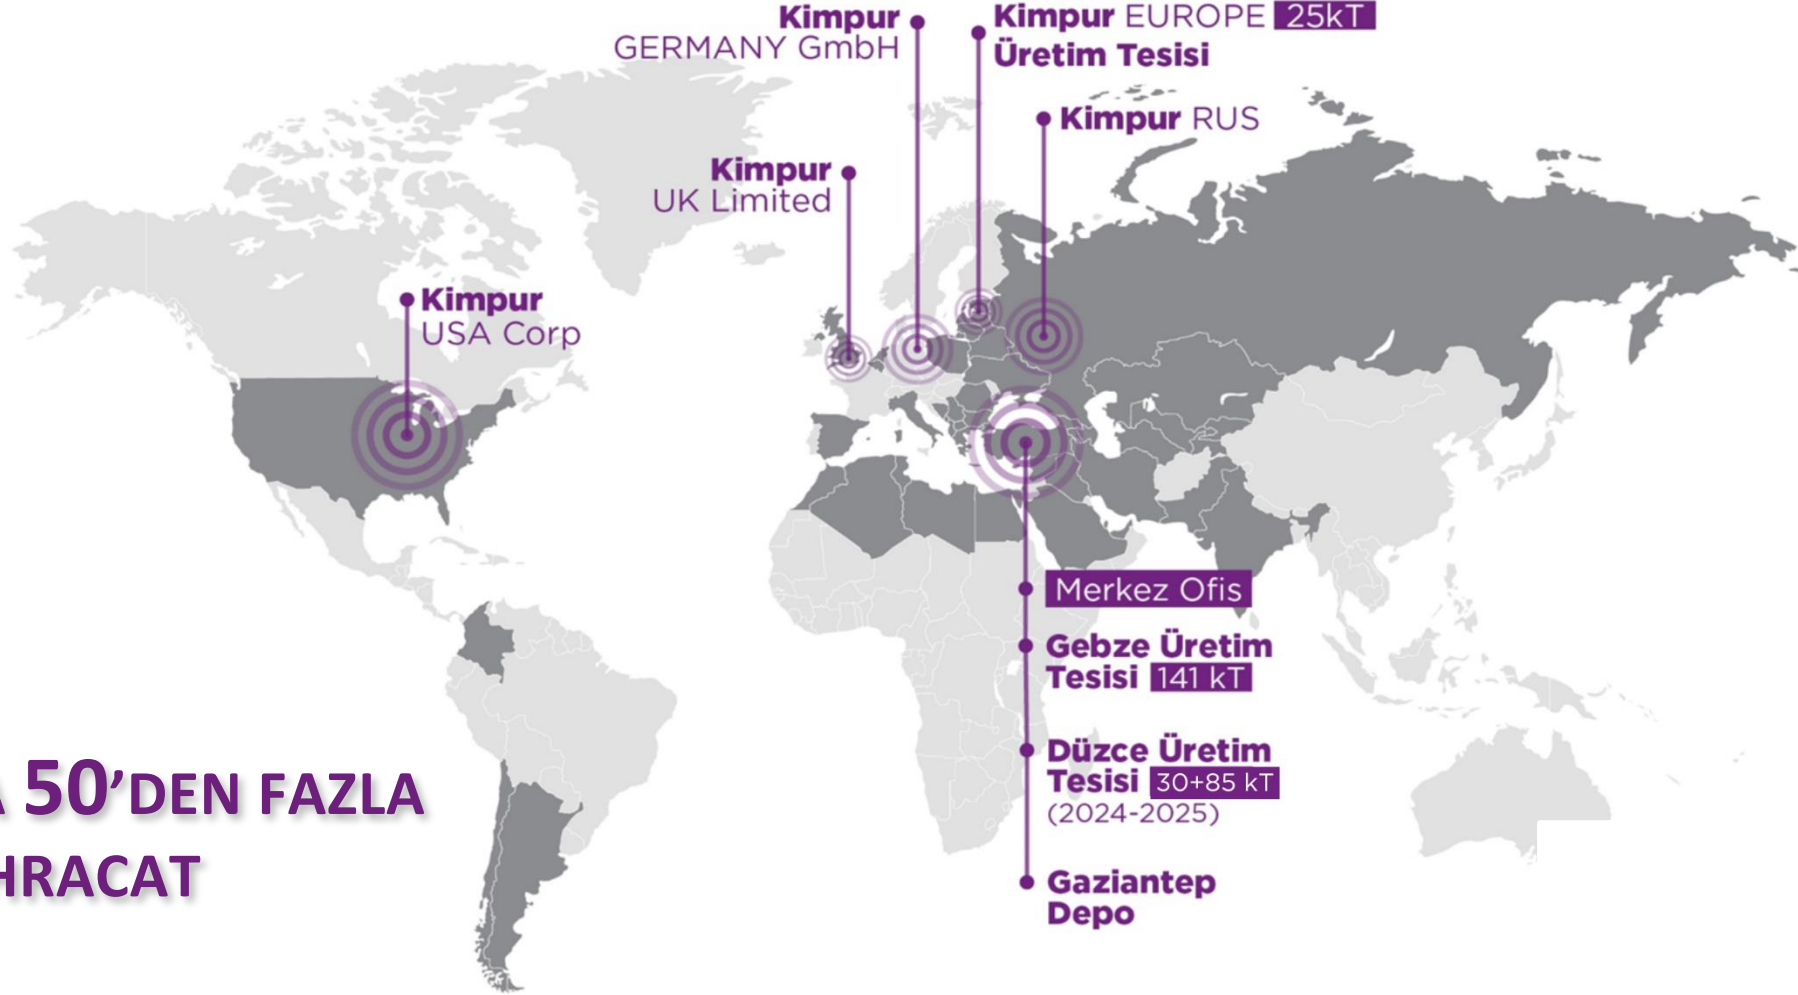 Kimpur
GERMANY GmbH
Kimpur EUROPE 25kT
Üretim Tesisi
Kimpur RUS
Kimpur
UK Limited
Kimpur
USA Corp
Merkez Ofis
Gebze Üretim
Tesisi 141 kT
Düzce Üretim
Tesisi 30+85 kT
(2024-2025)
Gaziantep
Depo
50'DEN FAZLA
HRACAT